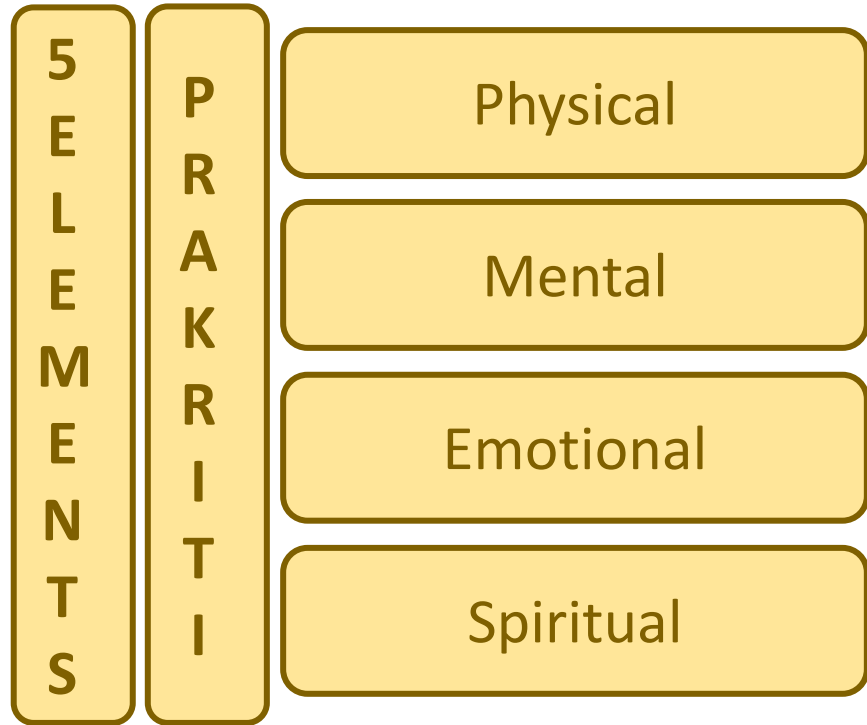 5 ELEMENTS
PRAKRITI
Physical
Mental
Emotional
Spiritual